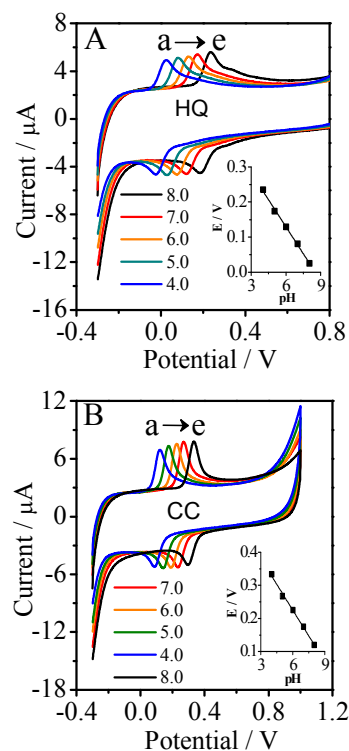 A
a → e
HQ
8
4
0
-4
-8
-12
-16
Current / μA
8.0
7.0
6.0
5.0
4.0
0.3
0.2
0.1
0.0
E / V
3 6 9
pH
-0.4 0.0 0.4 0.8
Potential / V
B
a → e
CC
12
6
0
-6
-12
-18
Current / μA
7.0
6.0
5.0
4.0
8.0
0.4
0.3
0.2
0.1
E / V
3 6 9
pH
-0.4 0.0 0.4 0.8 1.2
Potential / V